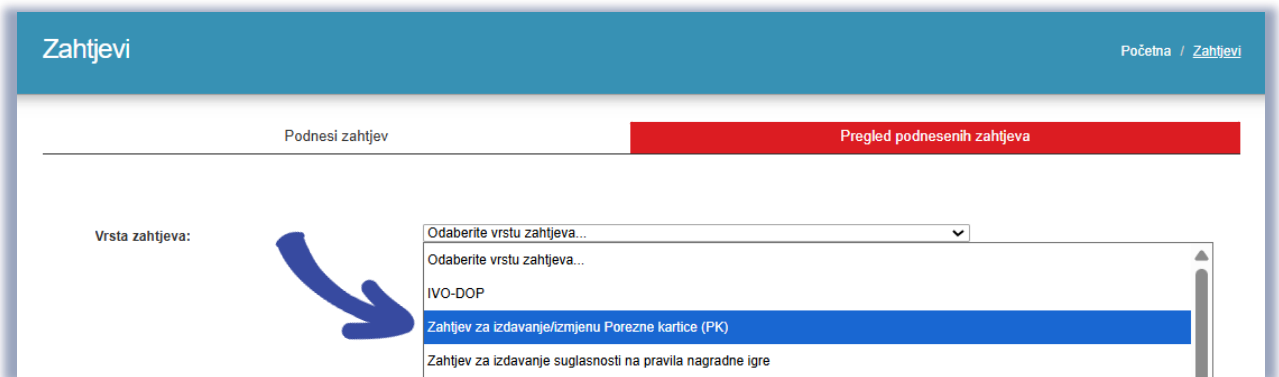 Zahtjevi
Početna / Zahtjevi
Podnesi zahtjev
Pregled podnesenih zahtjeva
Vrsta zahtjeva:
Odaberite vrstu zahtjeva...
Odaberite vrstu zahtjeva...
IVO-DOP
Zahtjev za izdavanje/izmjenu Porezne kartice (PK)
Zahtjev za izdavanje suglasnosti na pravila nagradne igre